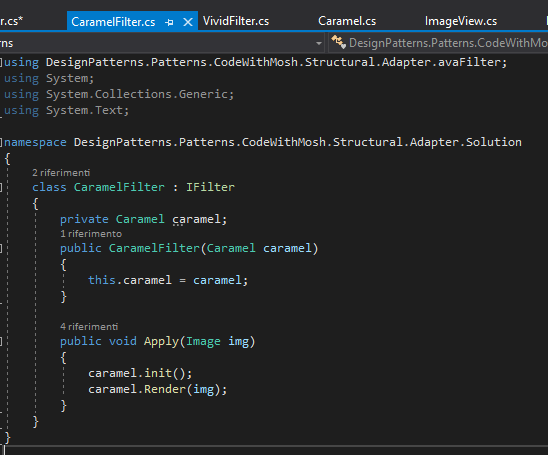 r.cs*
CaramelFilter.cs
VividFilter.cs
Caramel.cs
ImageView.cs
rns
DesignPatterns.Patterns.CodeWithMo
using DesignPatterns.Patterns.CodeWithMosh.Structural.Adapter.avaFilter;
using System;
using System.Collections.Generic;
using System.Text;
namespace DesignPatterns.Patterns.CodeWithMosh.Structural.Adapter.Solution
{
2 riferimenti
class CaramelFilter : IFilter
{
private Caramel caramel;
1 riferimento
public CaramelFilter(Caramel caramel)
{
this.caramel = caramel;
}
4 riferimenti
public void Apply(Image img)
{
caramel.init();
caramel.Render(img);
}
}
}